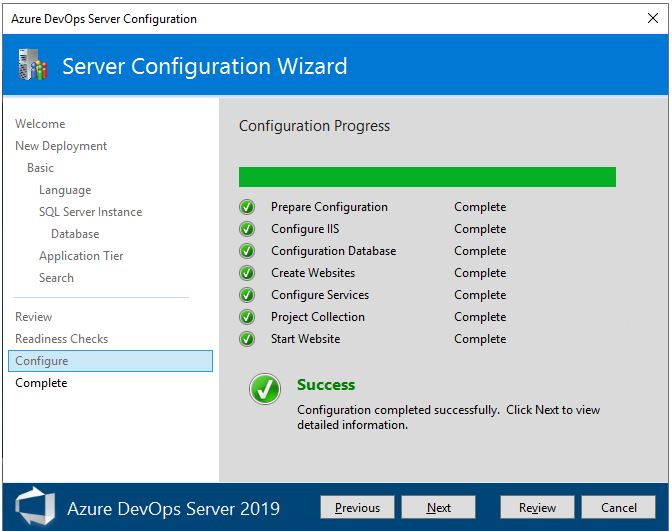 Azure DevOps Server Configuration
Server Configuration Wizard
Welcome
New Deployment
Basic
Language
SQL Server Instance
Database
Application Tier
Search
Review
Readiness Checks
Configure
Complete
Configuration Progress
Prepare Configuration Complete
Configure IIS Complete
Configuration Database Complete
Create Websites Complete
Configure Services Complete
Project Collection Complete
Start Website Complete
Success
Configuration completed successfully. Click Next to view
detailed information.
Azure DevOps Server 2019
Previous
Next
Review
Cancel